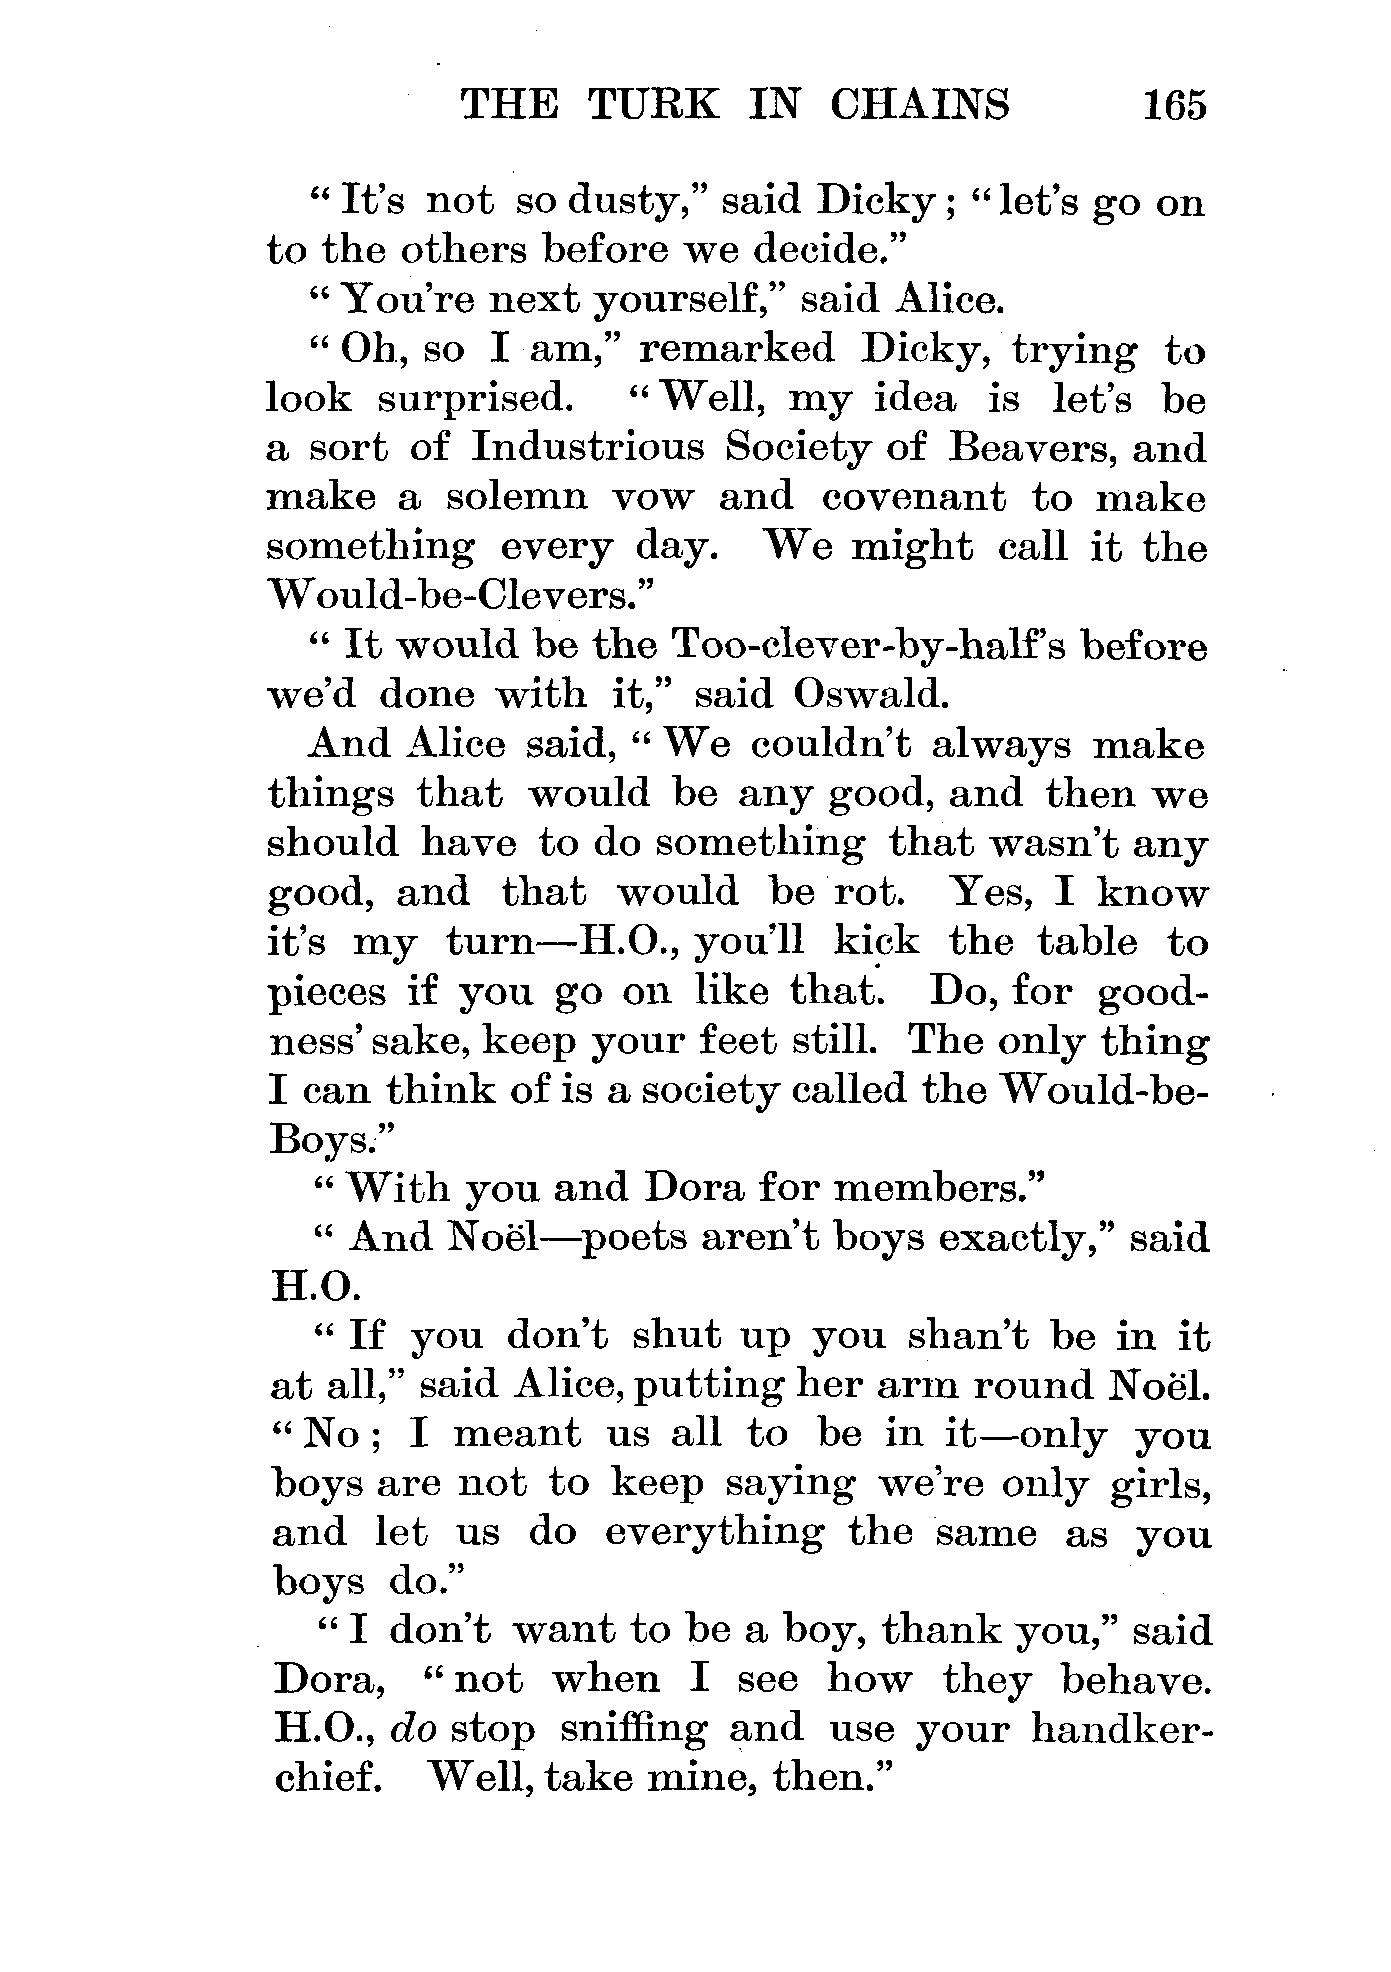 THE TURK IN CHAINS 165
“It's not so dusty,” said Dicky; “let's go on
to the others before we decide.”
“You're next yourself,” said Alice.
“Oh, so I am,” remarked Dicky, trying to
look surprised. “Well, my idea is let's be
a sort of Industrious Society of Beavers, and
make a solemn vow and covenant to make
something every day. We might call it the
Would-be-Clevers.”
“It would be the Too-clever-by-half's before
we'd done with it,” said Oswald.
And Alice said, “We couldn't always make
things that would be any good, and then we
should have to do something that wasn't any
good, and that would be rot. Yes, I know
it's my turn—H.O., you'll kick the table to
pieces if you go on like that. Do, for good-
ness' sake, keep your feet still. The only thing
I can think of is a society called the Would-be-
Boys.”
“With you and Dora for members.”
“And Noël—poets aren't boys exactly,” said
H.O.
“If you don't shut up you shan't be in it
at all,” said Alice, putting her arm round Noël.
“No; I meant us all to be in it—only you
boys are not to keep saying we're only girls,
and let us do everything the same as you
boys do.”
“I don't want to be a boy, thank you,” said
Dora, “not when I see how they behave.
H.O., do stop sniffing and use your handker-
chief. Well, take mine, then.”